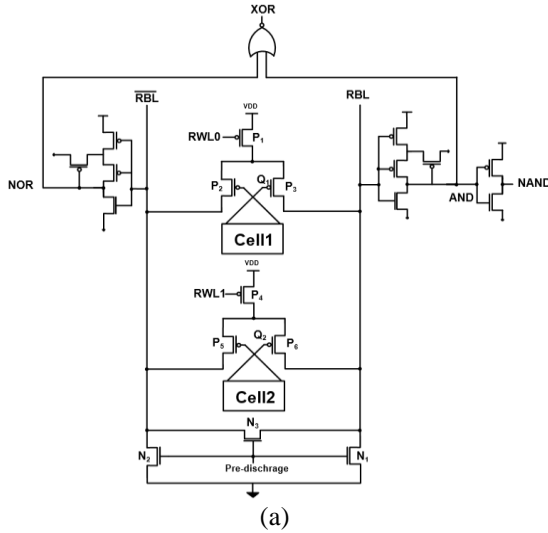 XOR
RBL
RBL
VDD
RWL0
P1
P2
Q1
P3
NOR
Cell1
AND
NAND
VDD
RWL1
P4
P5
Q2
P6
Cell2
N3
N2
N1
Pre-dischrage
(a)